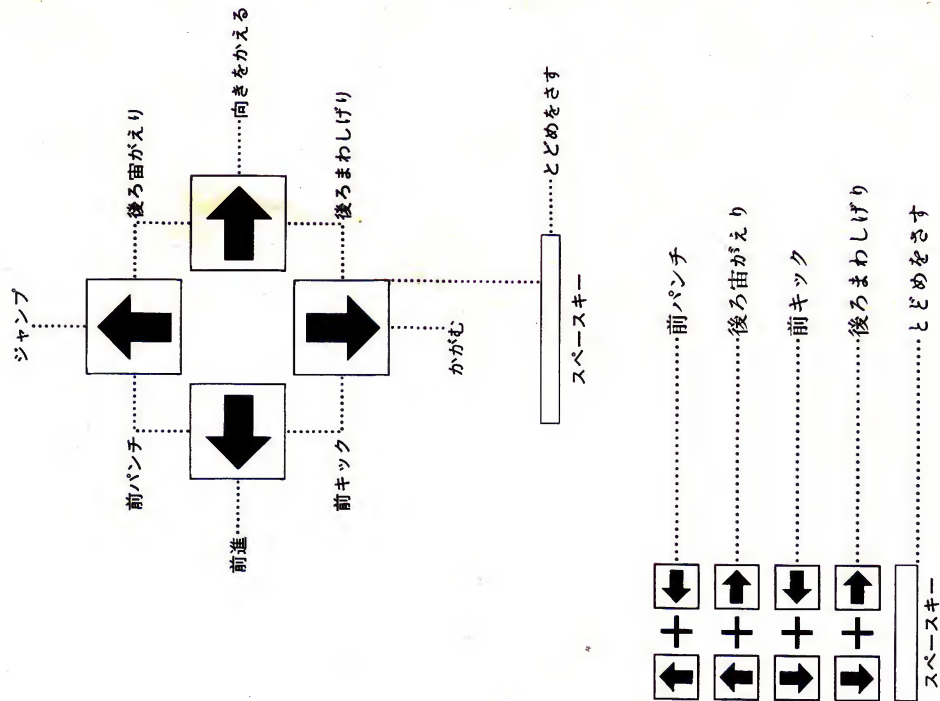 ジャンプ
前パンチ 後ろ宙がえり
前進 向きをかえる
前キック 後ろまわしげり
かがむ
とどめをさす
スペースキー
↑+←前パンチ
↑+→後ろ宙がえり
↓+←前キック
↓+→後ろまわしげり
とどめをさす
スペースキー